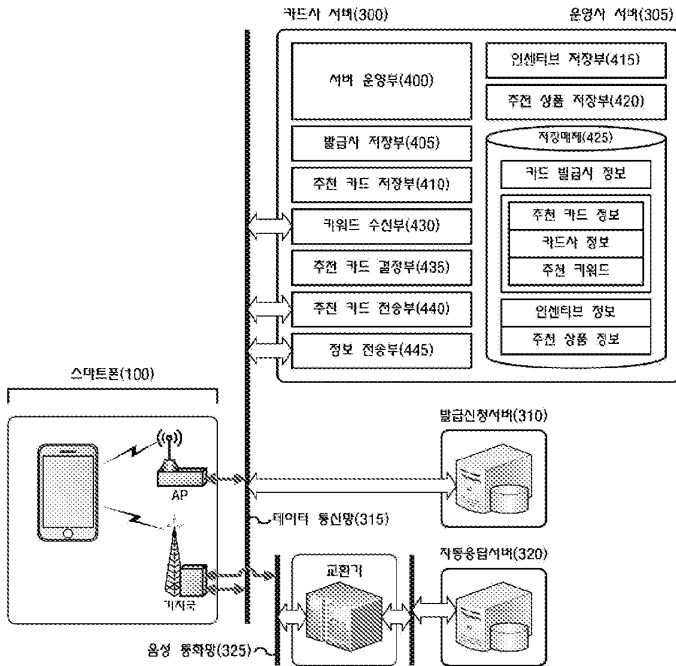 카드사 서버(300)
운영사 서버(305)
서버 운영부(400)
발급사 저장부(405)
추천 카드 저장부(410)
키워드 수신부(430)
추천 카드 결정부(435)
추천 카드 전송부(440)
정보 전송부(445)
인센티브 저장부(415)
추천 상품 저장부(420)
저장매체(425)
카드 발급사 정보
추천 카드 정보
카드사 정보
추천 키워드
인센티브 정보
추천 상품 정보
스마트폰(100)
AP
기지국
데이터 통신망(315)
발급신청서버(310)
교환기
자동응답서버(320)
음성 통화망(325)